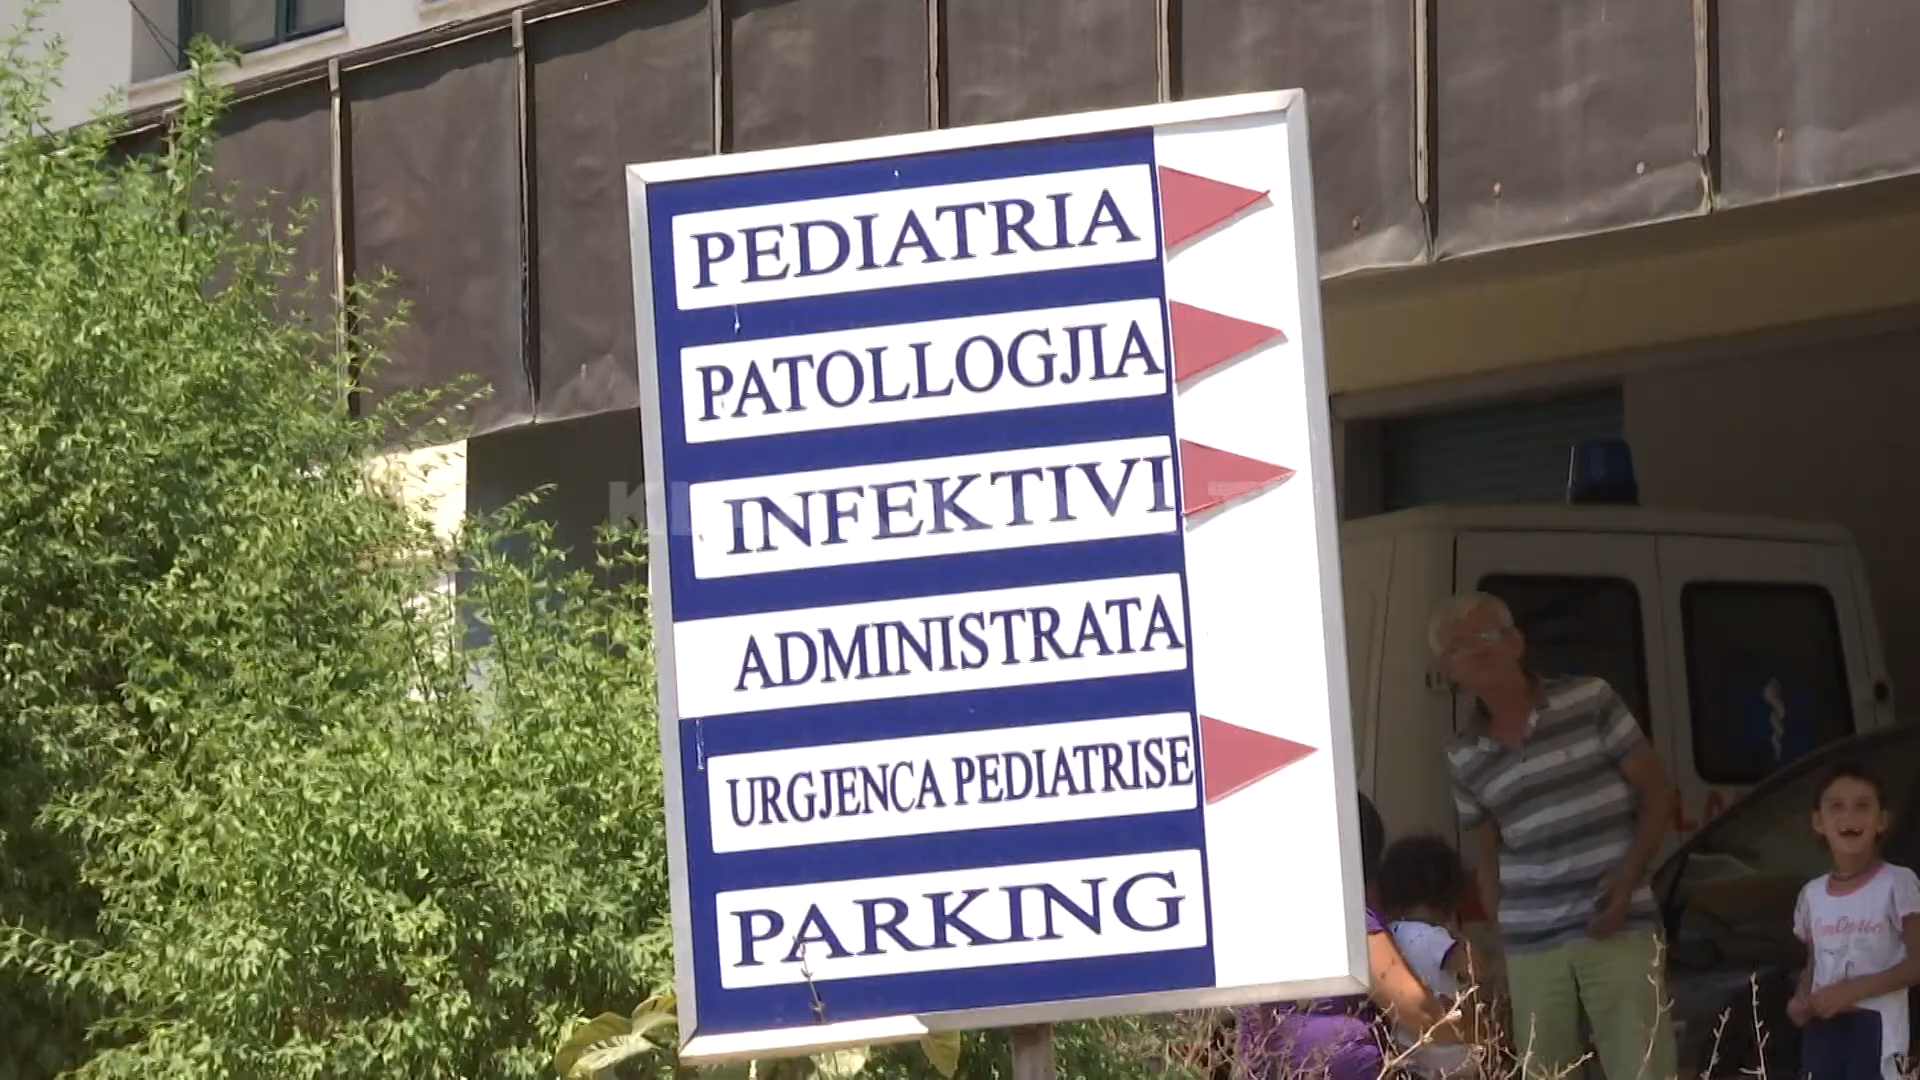 PEDIATRIA
PATOLLOGJIA
INFEKTIVI
ADMINISTRATA
URGJENCA PEDIATRISE
PARKING